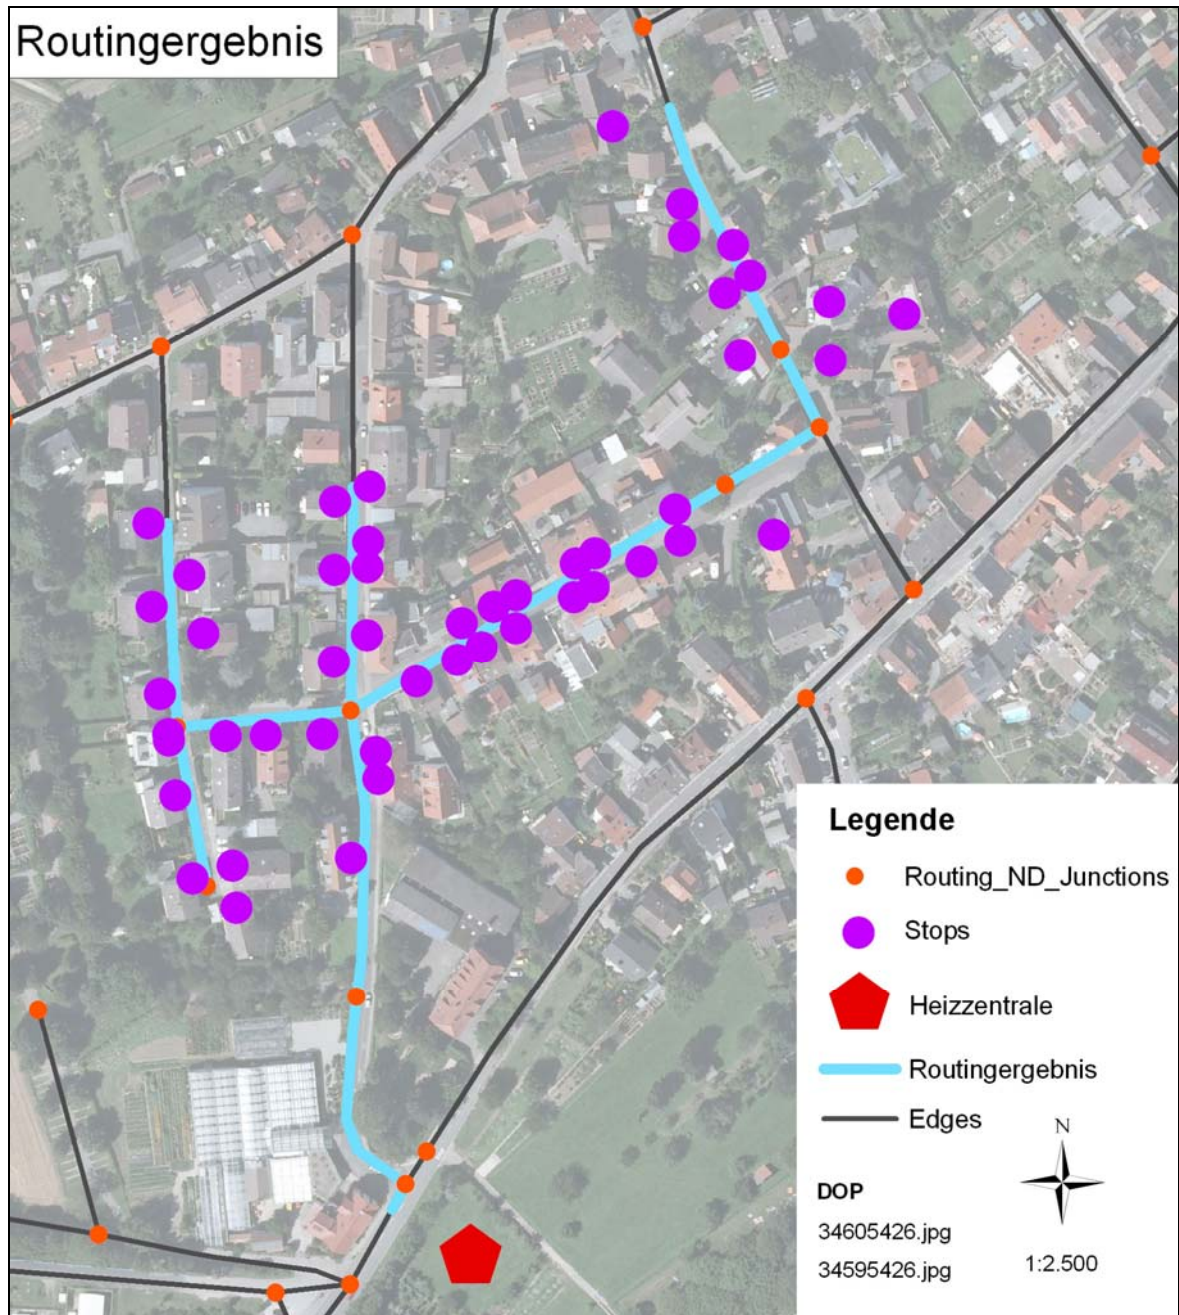 Routingergebnis
Legende
Routing_ND_Junctions
Stops
Heizzentrale
Routingergebnis
Edges
N
DOP
34605426.jpg
34595426.jpg
1:2.500